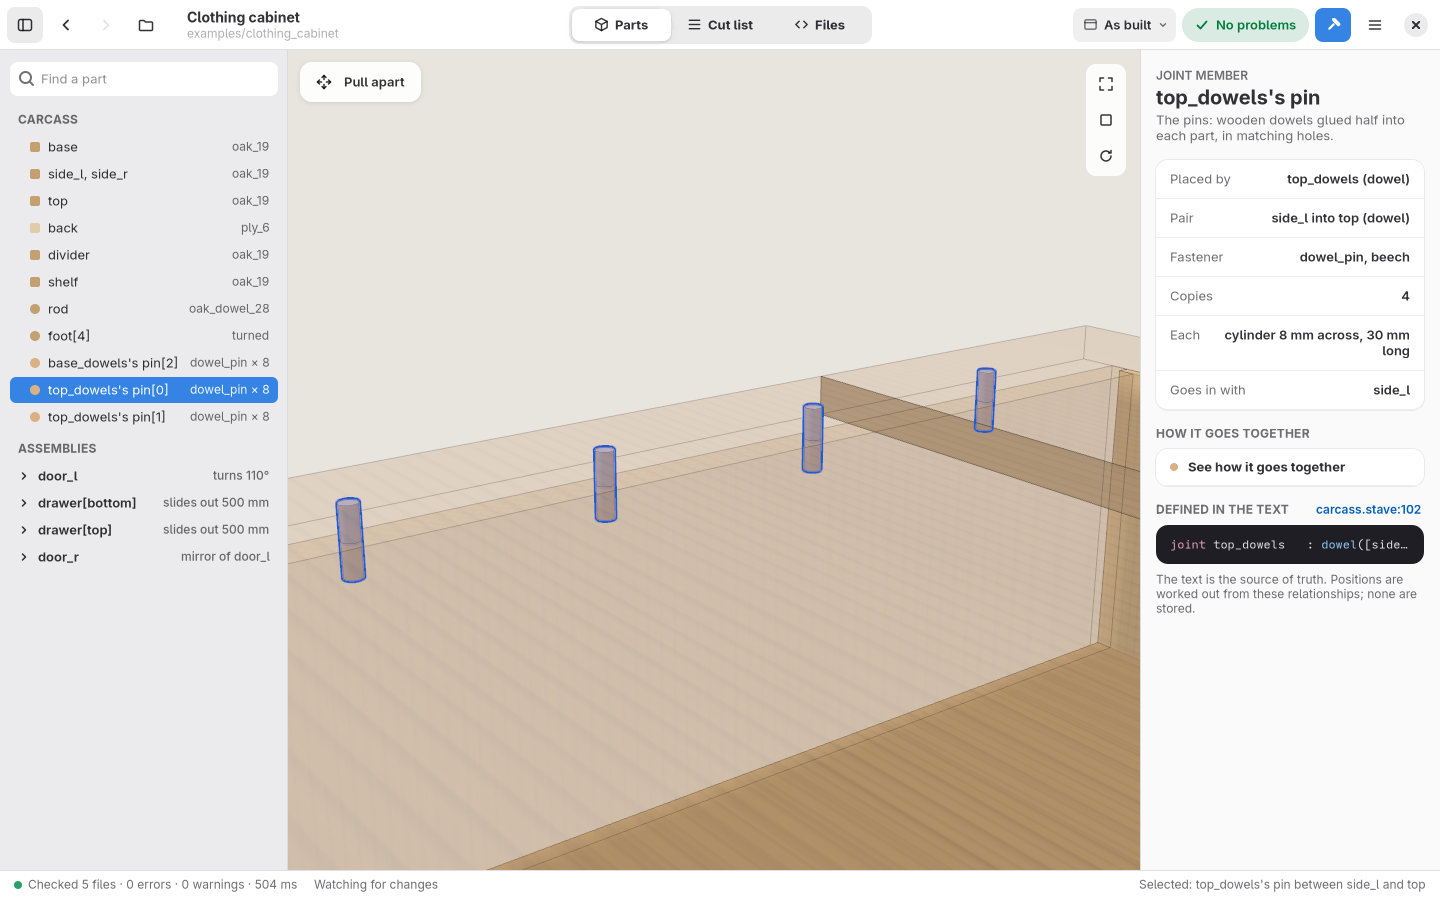 Clothing cabinet
examples/clothing_cabinet
Parts
Cut list
Files
As built
No problems
Find a part
CARCASS
base oak_19
side_l, side_r oak_19
top oak_19
back ply_6
divider oak_19
shelf oak_19
rod oak_dowel_28
foot[4] turned
base_dowels's pin[2] dowel_pin × 8
top_dowels's pin[0] dowel_pin × 8
top_dowels's pin[1] dowel_pin × 8
ASSEMBLIES
door_l turns 110°
drawer[bottom] slides out 500 mm
drawer[top] slides out 500 mm
door_r mirror of door_l
Pull apart
JOINT MEMBER
top_dowels's pin
The pins: wooden dowels glued half into
each part, in matching holes.
Placed by top_dowels (dowel)
Pair side_l into top (dowel)
Fastener dowel_pin, beech
Copies 4
Each cylinder 8 mm across, 30 mm
long
Goes in with side_l
HOW IT GOES TOGETHER
See how it goes together
DEFINED IN THE TEXT carcass.stave:102
joint top_dowels : dowel([side…
The text is the source of truth. Positions are
worked out from these relationships; none are
stored.
Checked 5 files · 0 errors · 0 warnings · 504 ms Watching for changes
Selected: top_dowels's pin between side_l and top